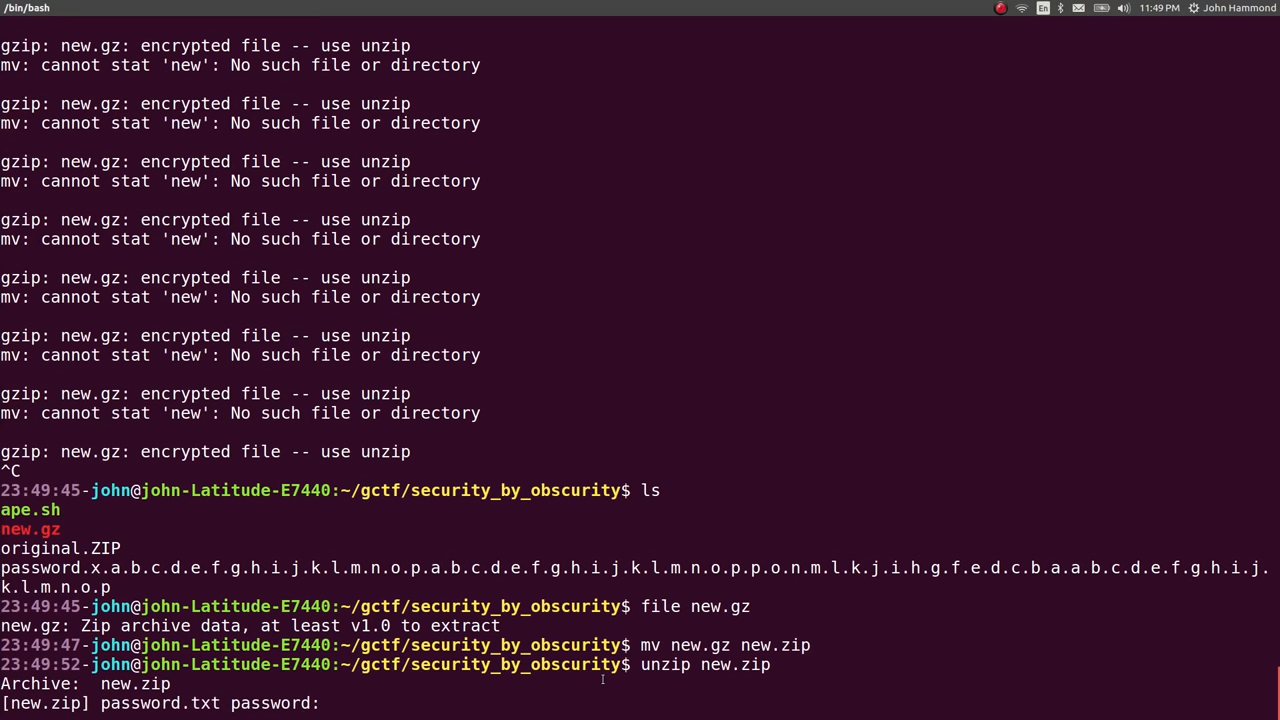 /bin/bash
En
11:49 PM
John Hammond
gzip: new.gz: encrypted file -- use unzip
mv: cannot stat 'new': No such file or directory
gzip: new.gz: encrypted file -- use unzip
mv: cannot stat 'new': No such file or directory
gzip: new.gz: encrypted file -- use unzip
mv: cannot stat 'new': No such file or directory
gzip: new.gz: encrypted file -- use unzip
mv: cannot stat 'new': No such file or directory
gzip: new.gz: encrypted file -- use unzip
mv: cannot stat 'new': No such file or directory
gzip: new.gz: encrypted file -- use unzip
mv: cannot stat 'new': No such file or directory
gzip: new.gz: encrypted file -- use unzip
mv: cannot stat 'new': No such file or directory
gzip: new.gz: encrypted file -- use unzip
^C
23:49:45-john@john-Latitude-E7440:~/gctf/security_by_obscurity$ ls
ape.sh
new.gz
original.ZIP
password.x.a.b.c.d.e.f.g.h.i.j.k.l.m.n.o.p.a.b.c.d.e.f.g.h.i.j.k.l.m.n.o.p.p.o.n.m.l.k.j.i.h.g.f.e.d.c.b.a.a.b.c.d.e.f.g.h.i.j.
k.l.m.n.o.p
23:49:45-john@john-Latitude-E7440:~/gctf/security_by_obscurity$ file new.gz
new.gz: Zip archive data, at least v1.0 to extract
23:49:47-john@john-Latitude-E7440:~/gctf/security_by_obscurity$ mv new.gz new.zip
23:49:52-john@john-Latitude-E7440:~/gctf/security_by_obscurity$ unzip new.zip
Archive:  new.zip
[new.zip] password.txt password: